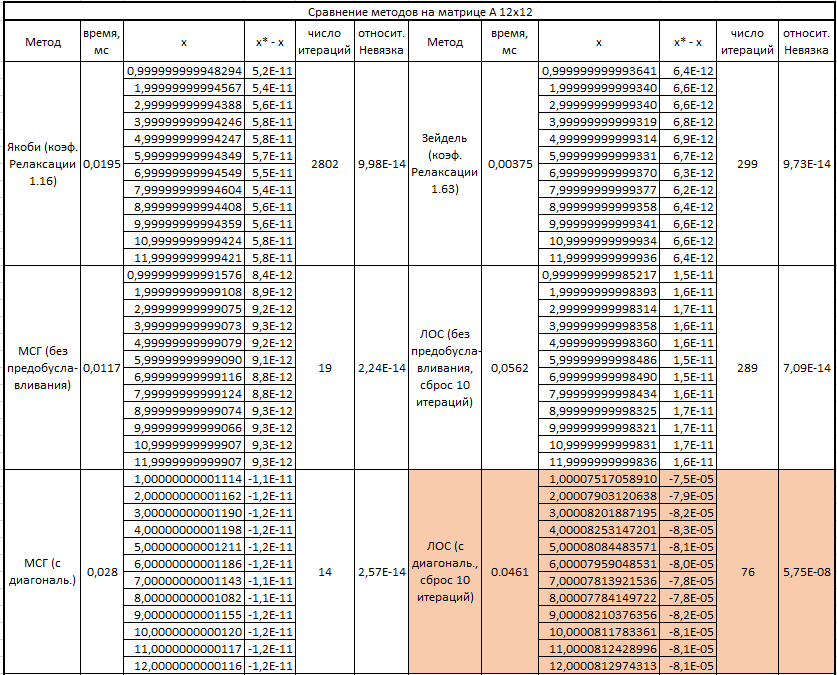 Сравнение методов на матрице А 12x12
Метод время, мс x x* - x число итераций относит. Невязка Метод время, мс x x* - x число итераций относит. Невязка
Якоби (коэф. Релаксации 1.16) 0,0195
0,999999999948294 5,2E-11
1,99999999994567 5,4E-11
2,99999999994388 5,6E-11
3,99999999994246 5,8E-11
4,99999999994247 5,8E-11
5,99999999994349 5,7E-11
6,99999999994549 5,5E-11
7,99999999994604 5,4E-11
8,99999999994408 5,6E-11
9,99999999994359 5,6E-11
10,9999999999424 5,8E-11
11,9999999999421 5,8E-11
2802 9,98E-14
Зейдель (коэф. Релаксации 1.63) 0,00375
0,999999999993641 6,4E-12
1,99999999999340 6,6E-12
2,99999999999340 6,6E-12
3,99999999999319 6,8E-12
4,99999999999314 6,9E-12
5,99999999999331 6,7E-12
6,99999999999370 6,3E-12
7,99999999999377 6,2E-12
8,99999999999358 6,4E-12
9,99999999999341 6,6E-12
10,9999999999934 6,6E-12
11,9999999999936 6,4E-12
299 9,73E-14
МСГ (без предобусла-вливания) 0,0117
0,999999999991576 8,4E-12
1,99999999999108 8,9E-12
2,99999999999075 9,2E-12
3,99999999999073 9,3E-12
4,99999999999079 9,2E-12
5,99999999999090 9,1E-12
6,99999999999116 8,8E-12
7,99999999999124 8,8E-12
8,99999999999074 9,3E-12
9,99999999999066 9,3E-12
10,9999999999907 9,3E-12
11,9999999999907 9,3E-12
19 2,24E-14
ЛОС (без предобусла-вливания, сброс 10 итераций) 0,0562
0,999999999985217 1,5E-11
1,99999999998393 1,6E-11
2,99999999998314 1,7E-11
3,99999999998358 1,6E-11
4,99999999998360 1,6E-11
5,99999999998486 1,5E-11
6,99999999998490 1,5E-11
7,99999999998434 1,6E-11
8,99999999998325 1,7E-11
9,99999999998321 1,7E-11
10,9999999999831 1,7E-11
11,9999999999836 1,6E-11
289 7,09E-14
МСГ (с диагональ.) 0,028
1,00000000001114 -1,1E-11
2,00000000001162 -1,2E-11
3,00000000001190 -1,2E-11
4,00000000001198 -1,2E-11
5,00000000001211 -1,2E-11
6,00000000001186 -1,2E-11
7,00000000001143 -1,1E-11
8,00000000001082 -1,1E-11
9,00000000001155 -1,2E-11
10,0000000000120 -1,2E-11
11,0000000000117 -1,2E-11
12,0000000000116 -1,2E-11
14 2,57E-14
ЛОС (с диагональ., сброс 10 итераций) 0.0461
1,00007517058910 -7,5E-05
2,00007903120638 -7,9E-05
3,00008201887195 -8,2E-05
4,00008253147201 -8,3E-05
5,00008084483571 -8,1E-05
6,00007959048531 -8,0E-05
7,00007813921536 -7,8E-05
8,00007784149722 -7,8E-05
9,00008210376356 -8,2E-05
10,0000811783361 -8,1E-05
11,0000812428996 -8,1E-05
12,0000812974313 -8,1E-05
76 5,75E-08